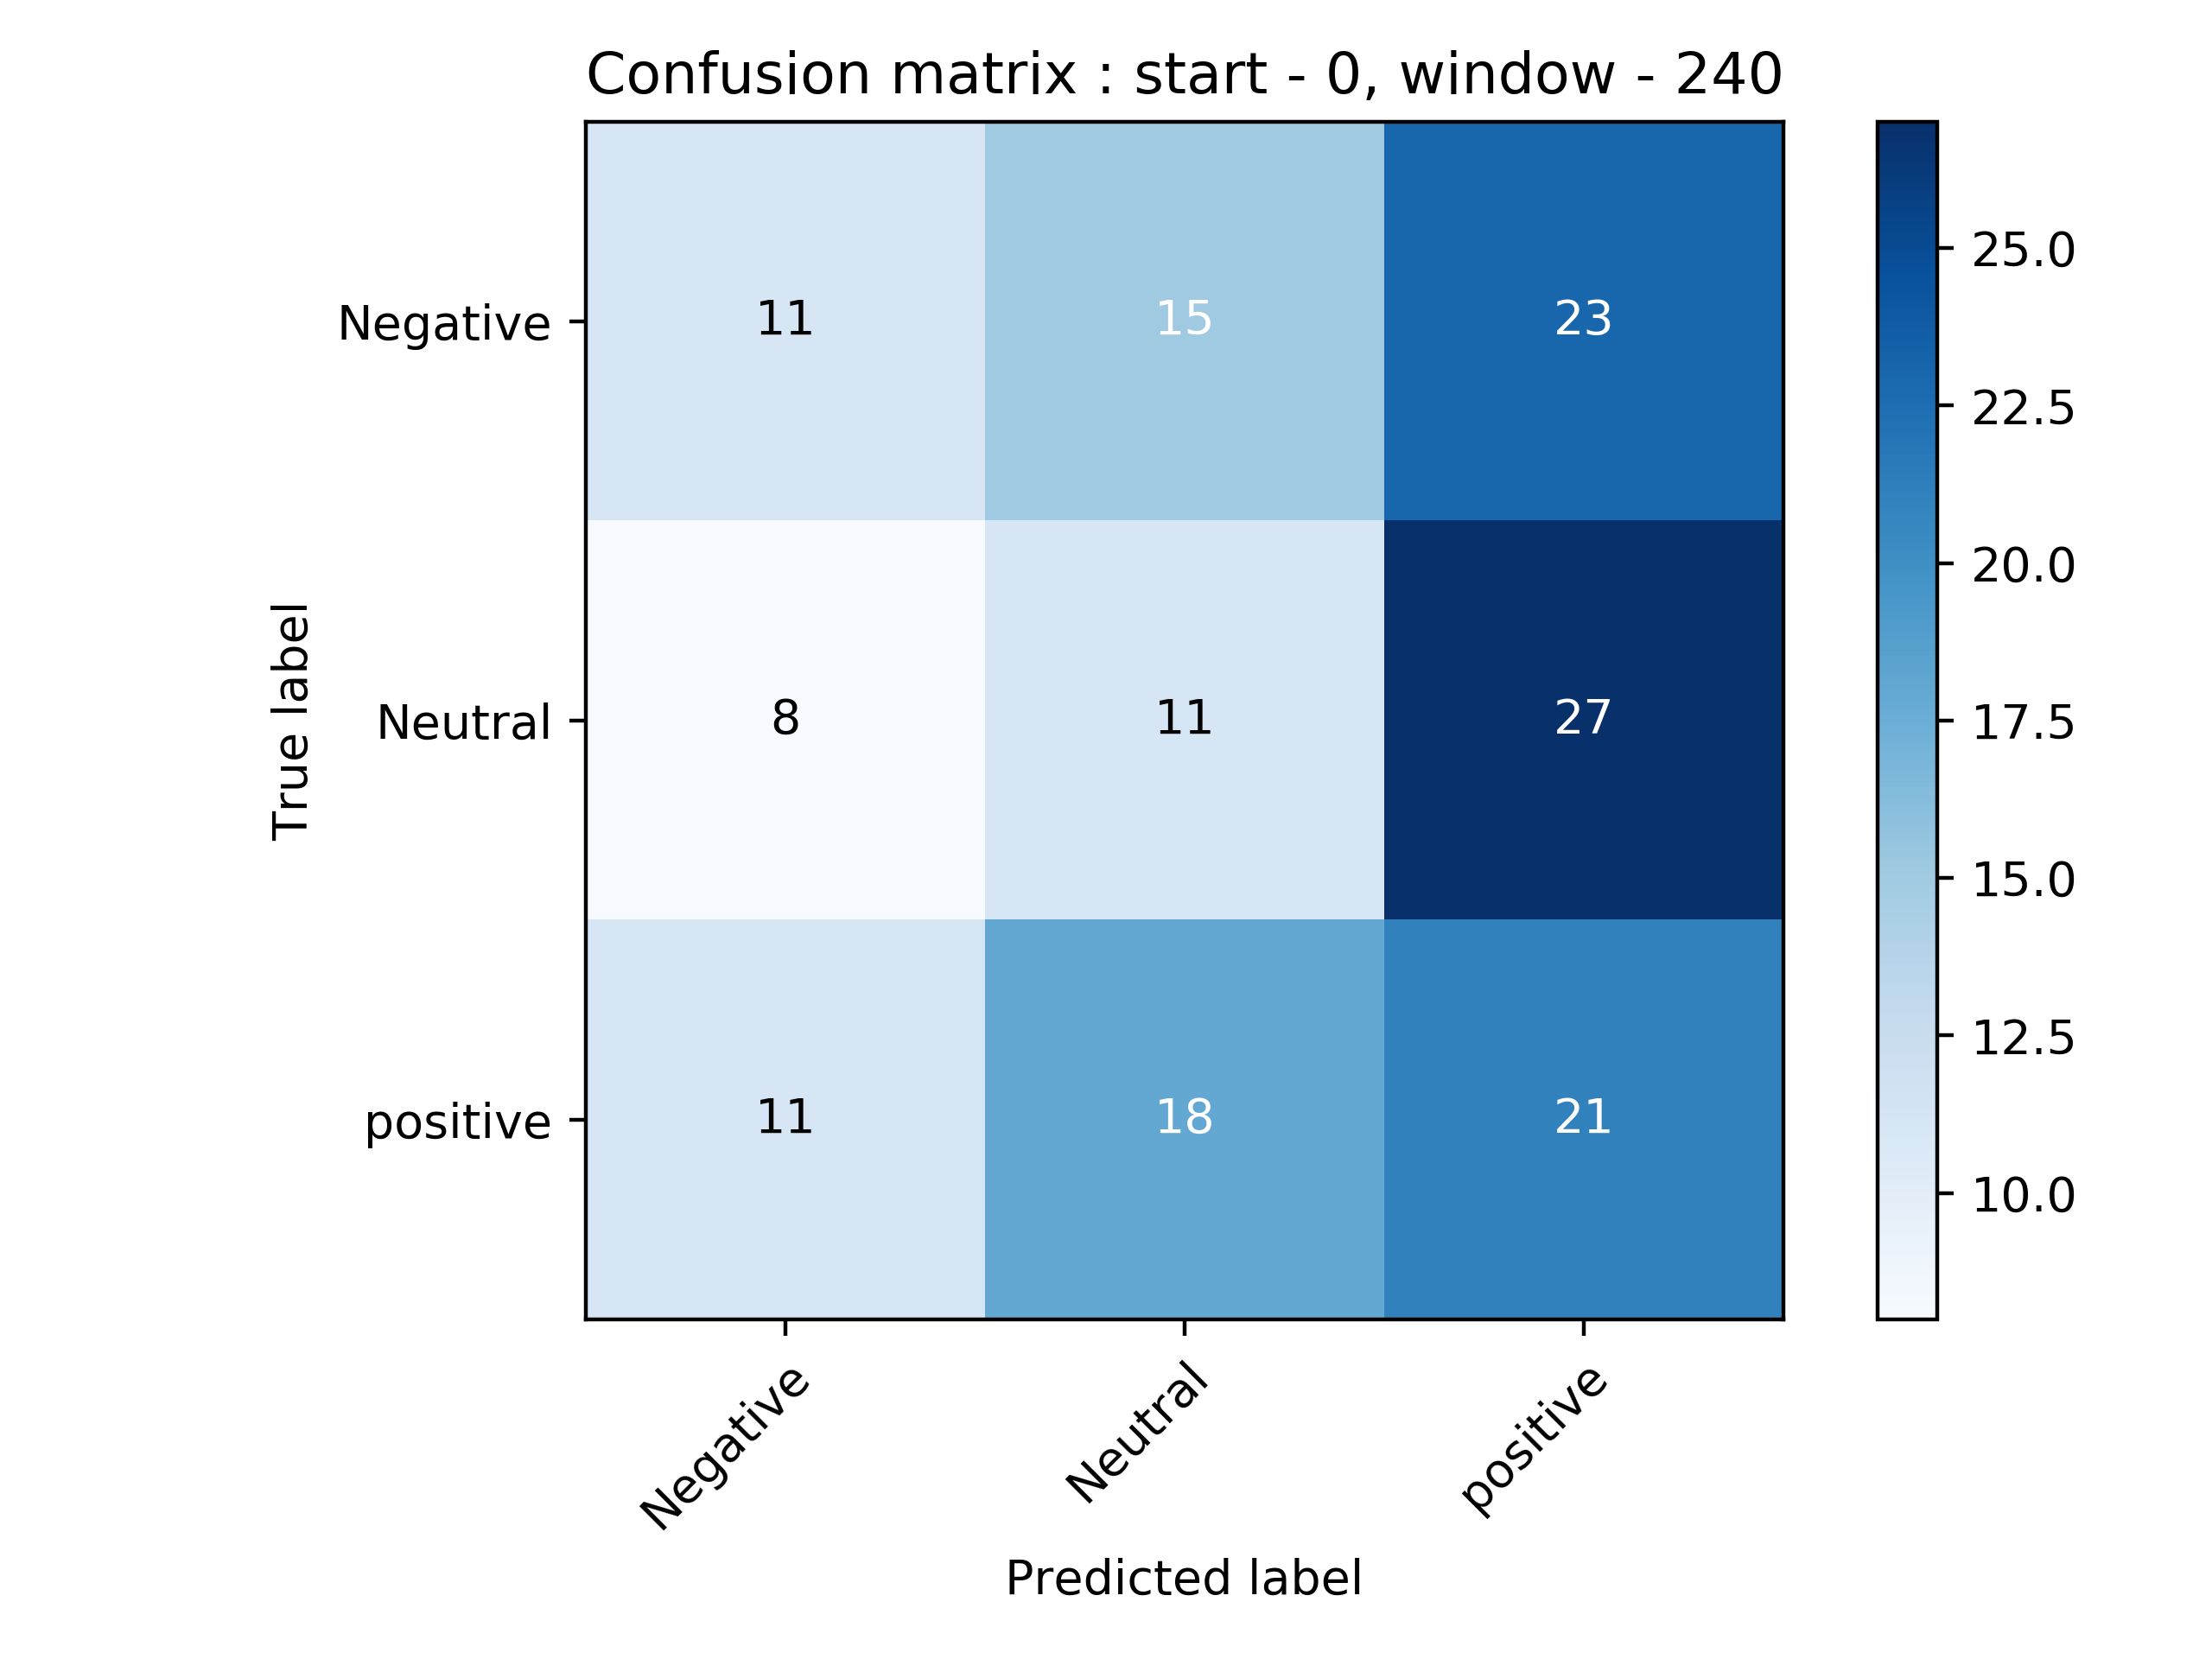 Confusion matrix : start - 0, window - 240
Negative
11
15
23
Neutral
8
11
27
positive
11
18
21
True label
Negative
Neutral
positive
Predicted label
25.0
22.5
20.0
17.5
15.0
12.5
10.0